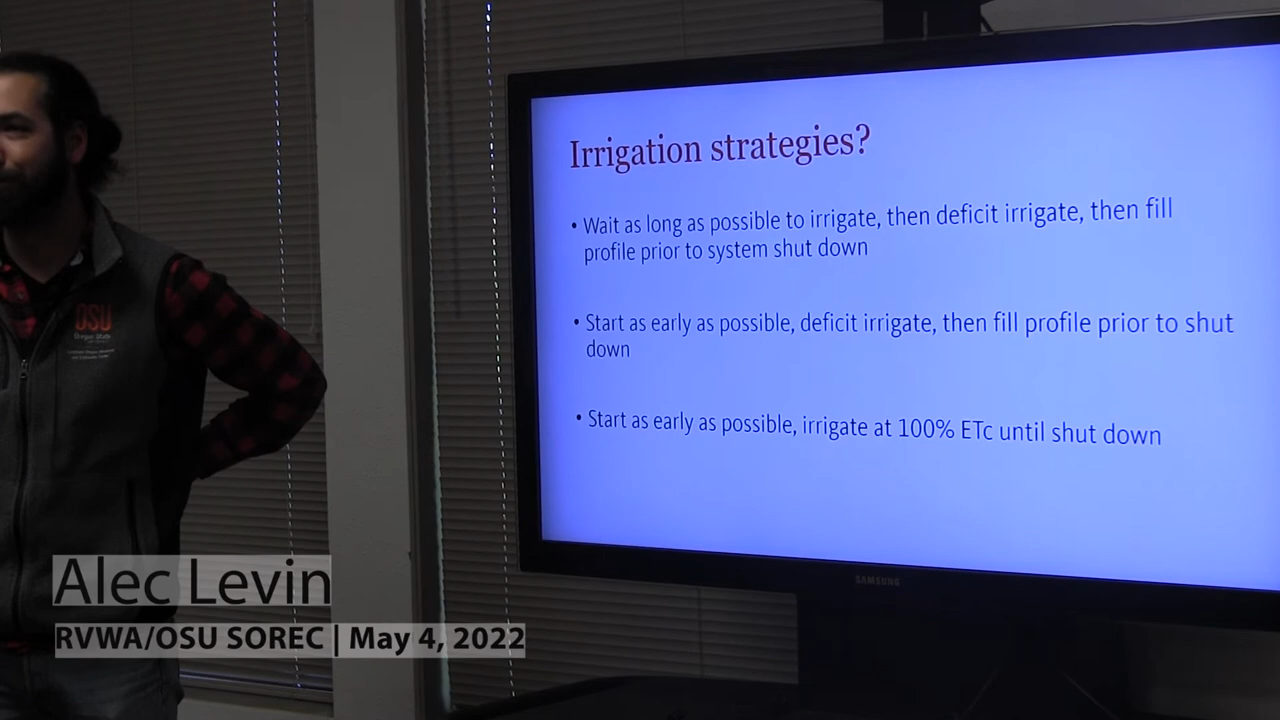 Irrigation strategies?
• Wait as long as possible to irrigate, then deficit irrigate, then fill
profile prior to system shut down
• Start as early as possible, deficit irrigate, then fill profile prior to shut
down
• Start as early as possible, irrigate at 100% ETc until shut down
SAMSUNG
OSU
Oregon State
Alec Levin
RVWA/OSU SOREC | May 4, 2022